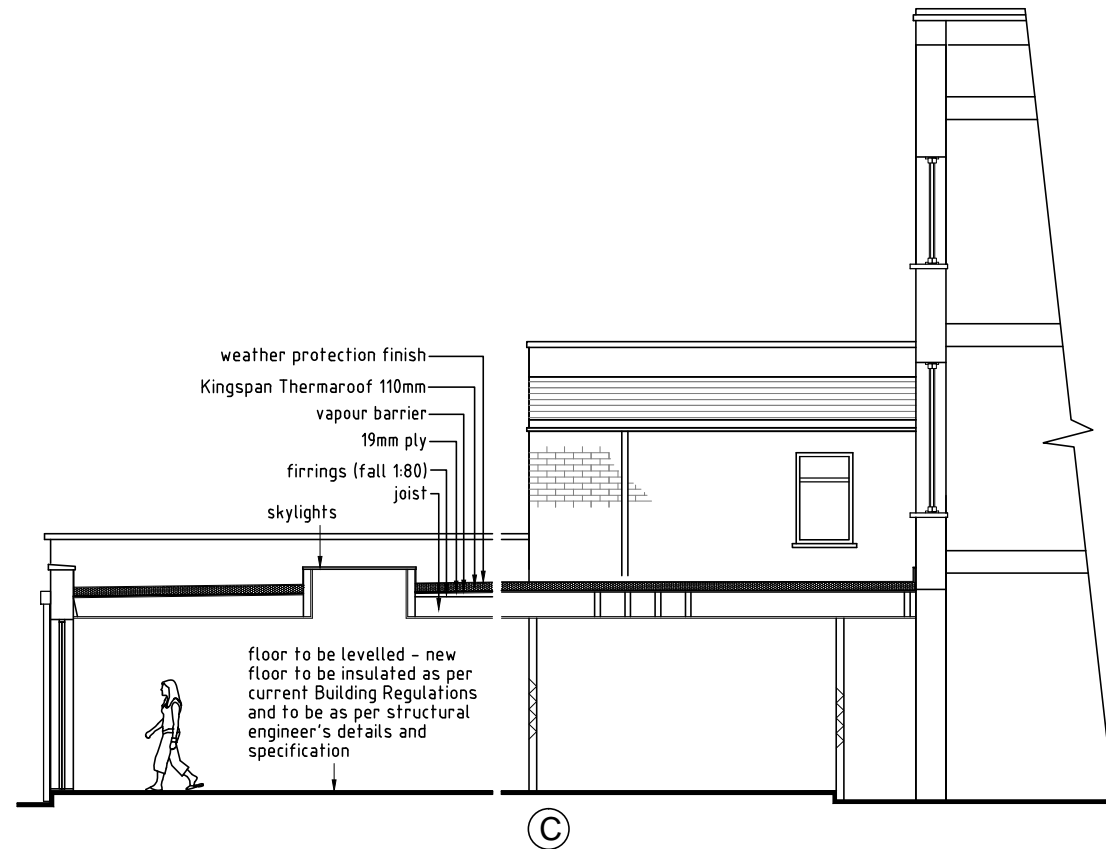 weather protection finish
Kingspan Thermaroof 110mm
vapour barrier
19mm ply
firrings (fall 1:80)
joist
skylights
floor to be levelled - new
floor to be insulated as per
current Building Regulations
and to be as per structural
engineer's details and
specification
C